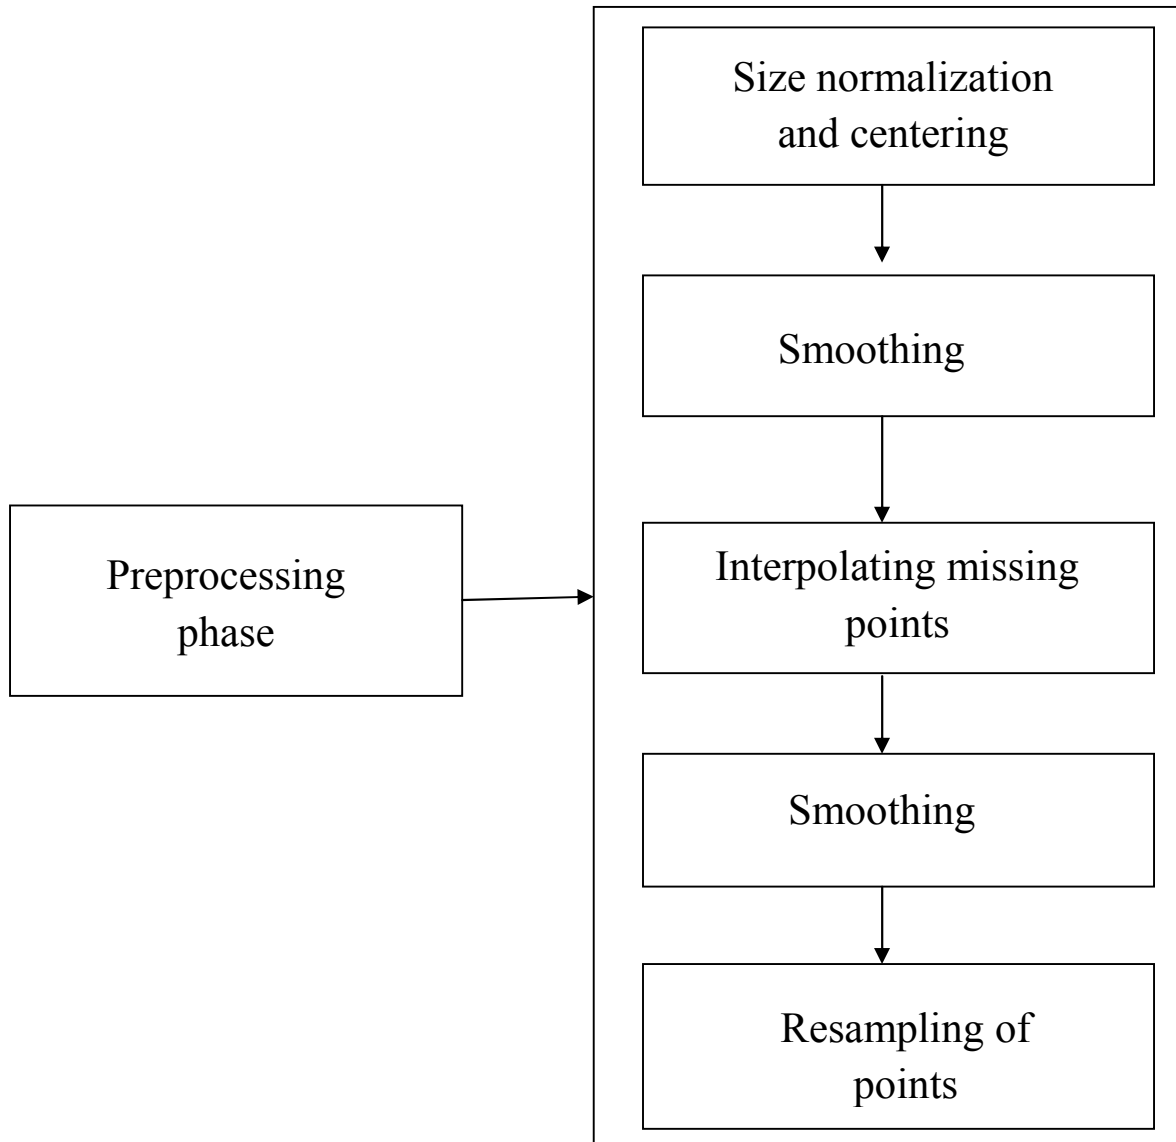 Size normalization
and centering
Smoothing
Preprocessing
phase
Interpolating missing
points
Smoothing
Resampling of
points